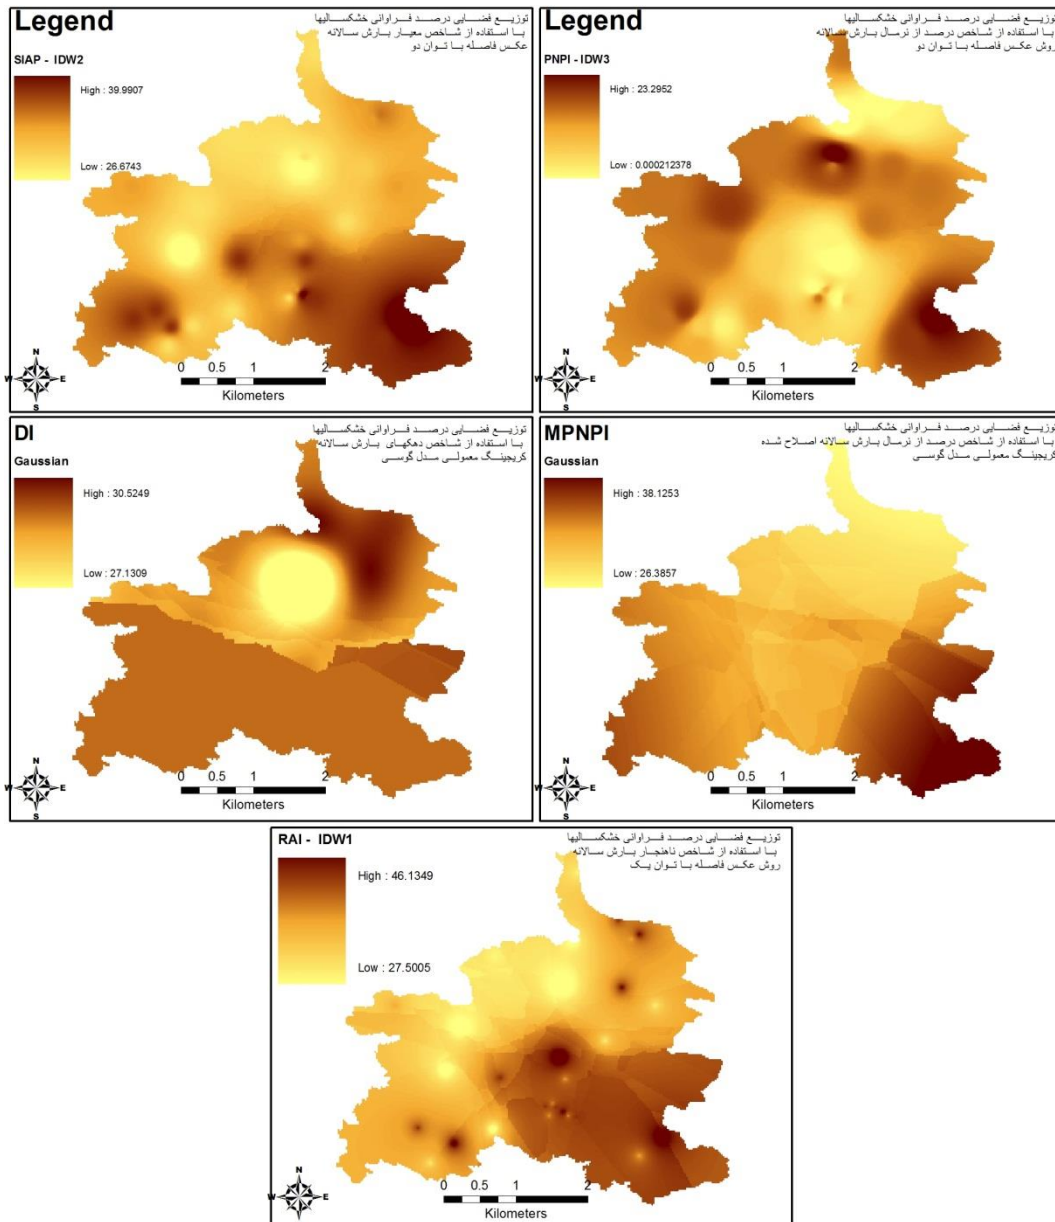 Legend
توزیع فضایی درصد فراوانی خشکسالیها
با استفاده از شاخص معیار بارش سالانه
عکس فاصله با توان دو
SIAP - IDW2
High : 39.9907
Low : 26.6743
N
W E
S
0 0.5 1 2
Kilometers
Legend
توزیع فضایی درصد فراوانی خشکسالیها
با استفاده از شاخص درصد از نرمال بارش سالانه
روش عکس فاصله با توان دو
PNPI - IDW3
High : 23.2952
Low : 0.000212378
N
W E
S
0 0.5 1 2
Kilometers
DI
توزیع فضایی درصد فراوانی خشکسالیها
با استفاده از شاخص دهکهای بارش سالانه
کریجینگ معمولی مدل گوسی
Gaussian
High : 30.5249
Low : 27.1309
N
W E
S
0 0.5 1 2
Kilometers
MPNPI
توزیع فضایی درصد فراوانی خشکسالیها
با استفاده از شاخص درصد از نرمال بارش سالانه اصلاح شده
کریجینگ معمولی مدل گوسی
Gaussian
High : 38.1253
Low : 26.3857
N
W E
S
0 0.5 1 2
Kilometers
RAI - IDW1
توزیع فضایی درصد فراوانی خشکسالیها
با استفاده از شاخص ناهنجار بارش سالانه
روش عکس فاصله با توان یک
High : 46.1349
Low : 27.5005
N
W E
S
0 0.5 1 2
Kilometers